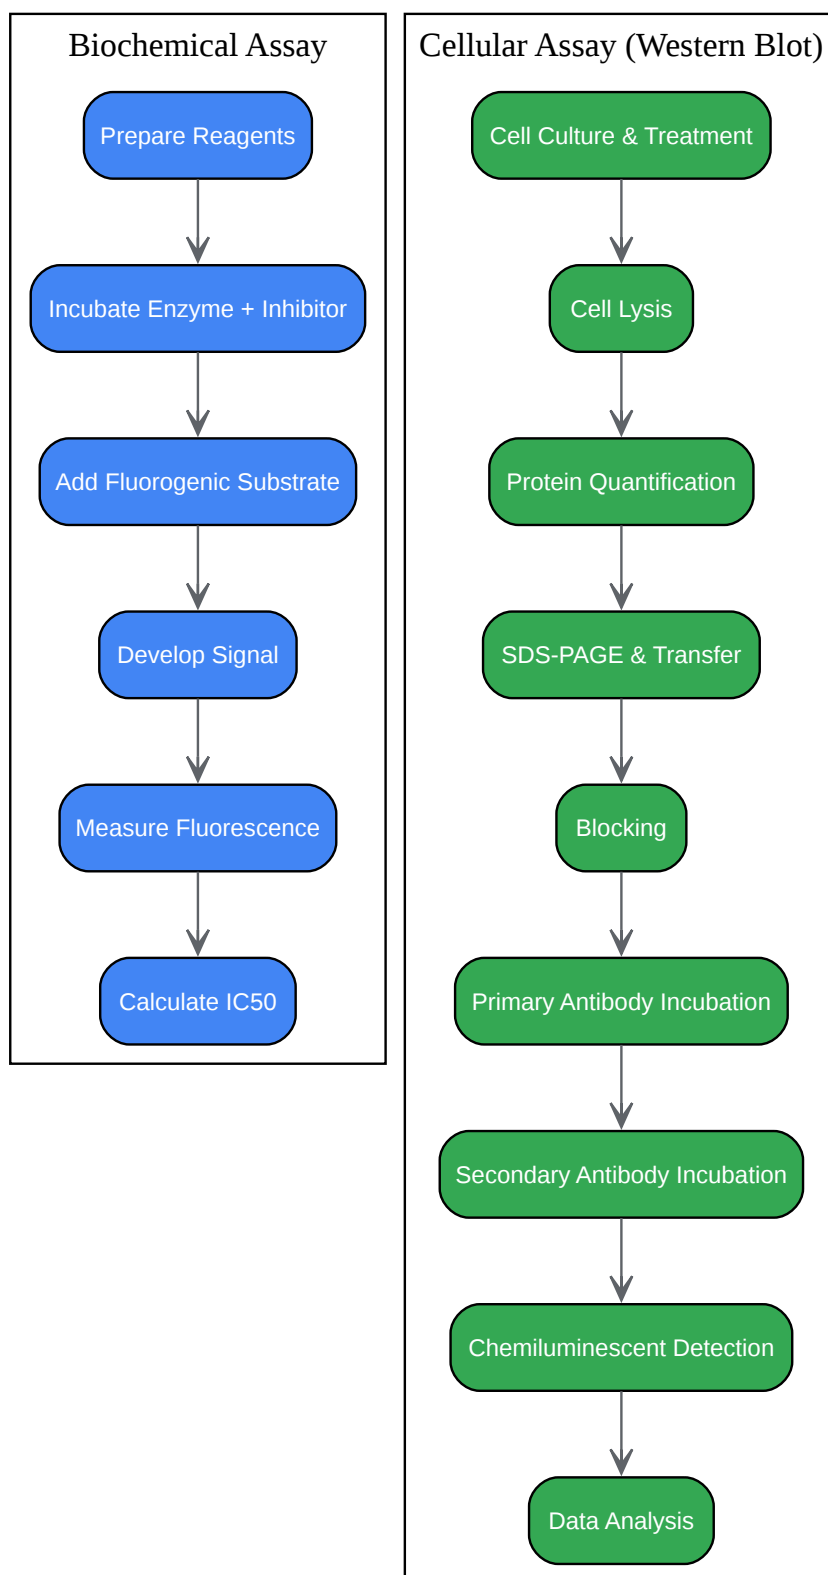 Biochemical Assay
Prepare Reagents
Incubate Enzyme + Inhibitor
Add Fluorogenic Substrate
Develop Signal
Measure Fluorescence
Calculate IC50
Cellular Assay (Western Blot)
Cell Culture & Treatment
Cell Lysis
Protein Quantification
SDS-PAGE & Transfer
Blocking
Primary Antibody Incubation
Secondary Antibody Incubation
Chemiluminescent Detection
Data Analysis